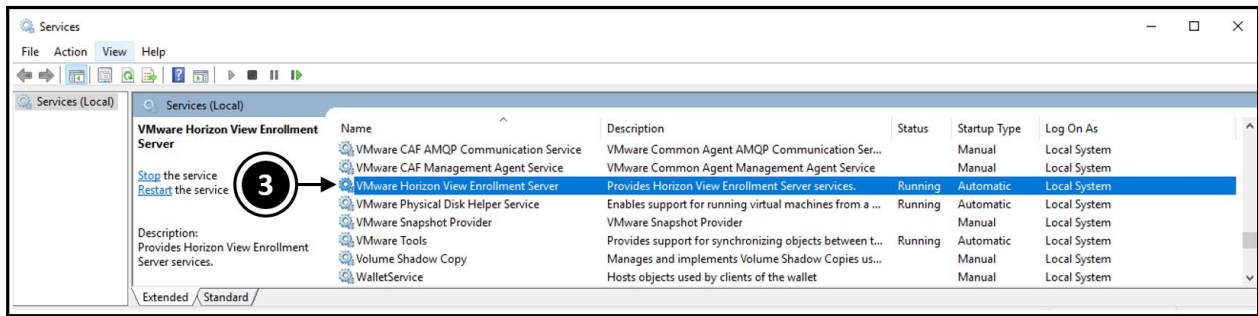 Services
File Action View Help
Services (Local)
Services (Local)
VMware Horizon View Enrollment
Server
Stop the service
Restart the service
3
Description:
Provides Horizon View Enrollment
Server services.
Name Description Status Startup Type Log On As
VMware CAF AMQP Communication Service VMware Common Agent AMQP Communication Ser... Manual Local System
VMware CAF Management Agent Service VMware Common Agent Management Agent Service Manual Local System
VMware Horizon View Enrollment Server Provides Horizon View Enrollment Server services. Running Automatic Local System
VMware Physical Disk Helper Service Enables support for running virtual machines from a ... Running Automatic Local System
VMware Snapshot Provider VMware Snapshot Provider Manual Local System
VMware Tools Provides support for synchronizing objects between t... Running Automatic Local System
Volume Shadow Copy Manages and implements Volume Shadow Copies us... Manual Local System
WalletService Hosts objects used by clients of the wallet Manual Local System
Extended Standard